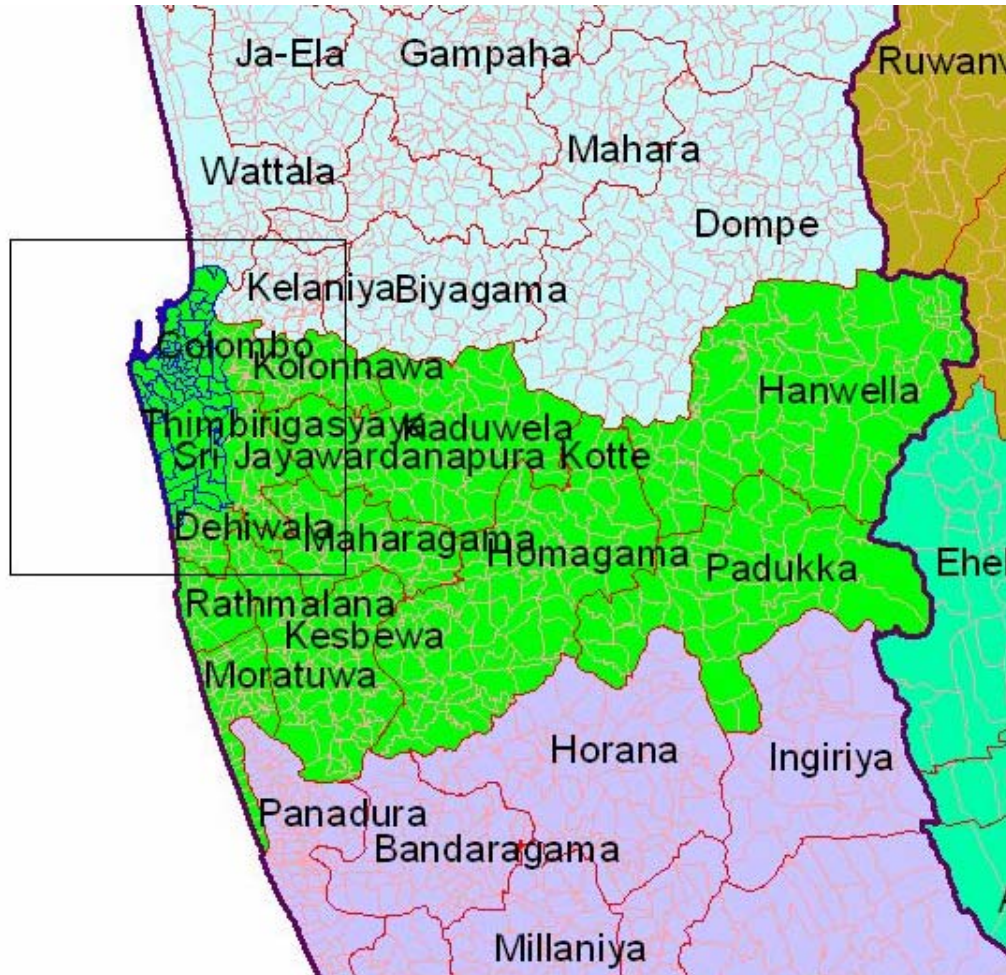 Ja-Ela
Gampaha
Ruwanv
Mahara
Wattala
Dompe
Kelaniya
Biyagama
Colombo
Kolonnawa
Hanwella
Thimbirigasyaya
Kaduwela
Sri Jayawardanapura Kotte
Dehiwala
Maharagama
Homagama
Padukka
Ehel
Rathmalana
Kesbewa
Moratuwa
Horana
Ingiriya
Panadura
Bandaragama
Millaniya